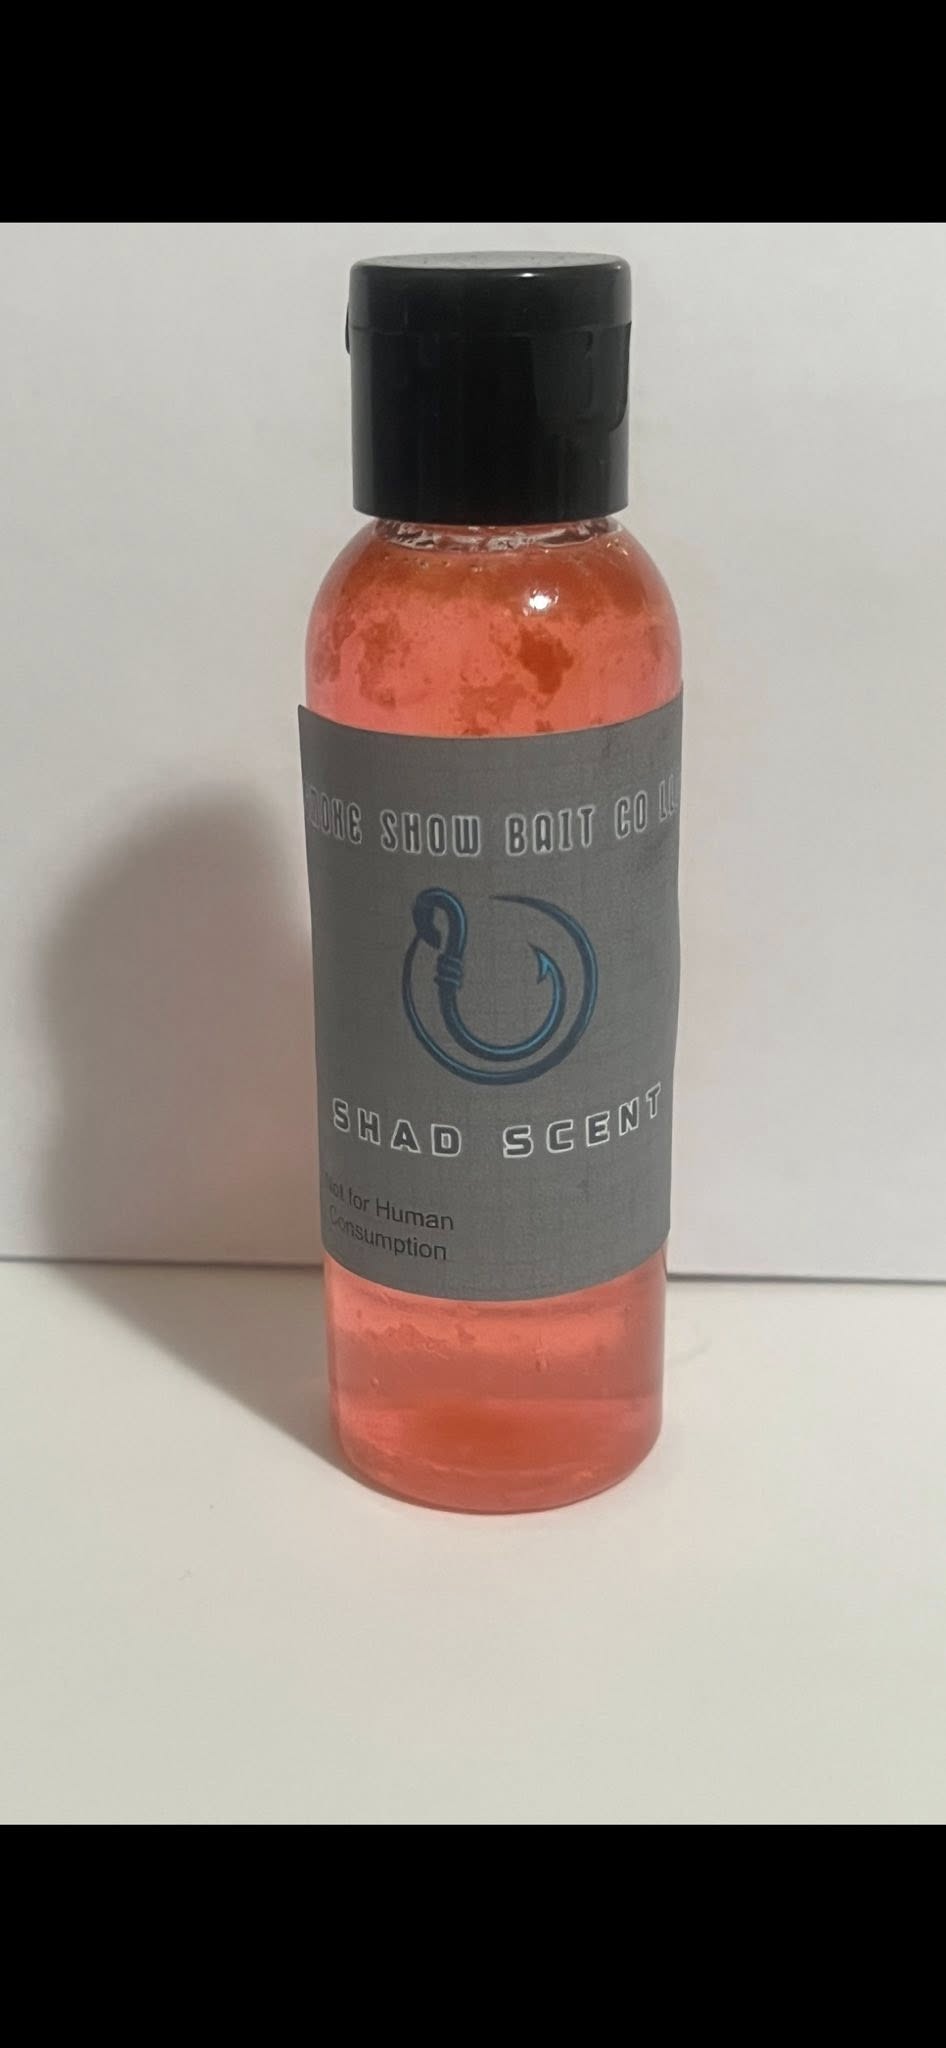 SHOW BAIT CO
SHAD SCENT
Not for Human
Consumption